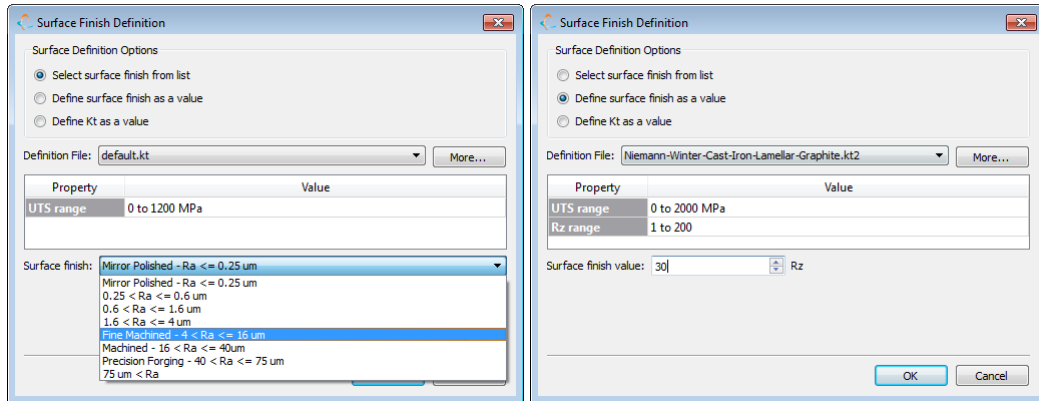 Surface Finish Definition
Surface Definition Options
Select surface finish from list
Define surface finish as a value
Define Kt as a value
Definition File: default.kt More...
Property Value
UTS range 0 to 1200 MPa
Surface finish: Mirror Polished - Ra <= 0.25 um
Mirror Polished - Ra <= 0.25 um
0.25 < Ra <= 0.6 um
0.6 < Ra <= 1.6 um
1.6 < Ra <= 4 um
Fine Machined - 4 < Ra <= 16 um
Machined - 16 < Ra <= 40um
Precision Forging - 40 < Ra <= 75 um
75 um < Ra
Surface Finish Definition
Surface Definition Options
Select surface finish from list
Define surface finish as a value
Define Kt as a value
Definition File: Niemann-Winter-Cast-Iron-Lamellar-Graphite.kt2 More...
Property Value
UTS range 0 to 2000 MPa
Rz range 1 to 200
Surface finish value: 30 Rz
OK Cancel